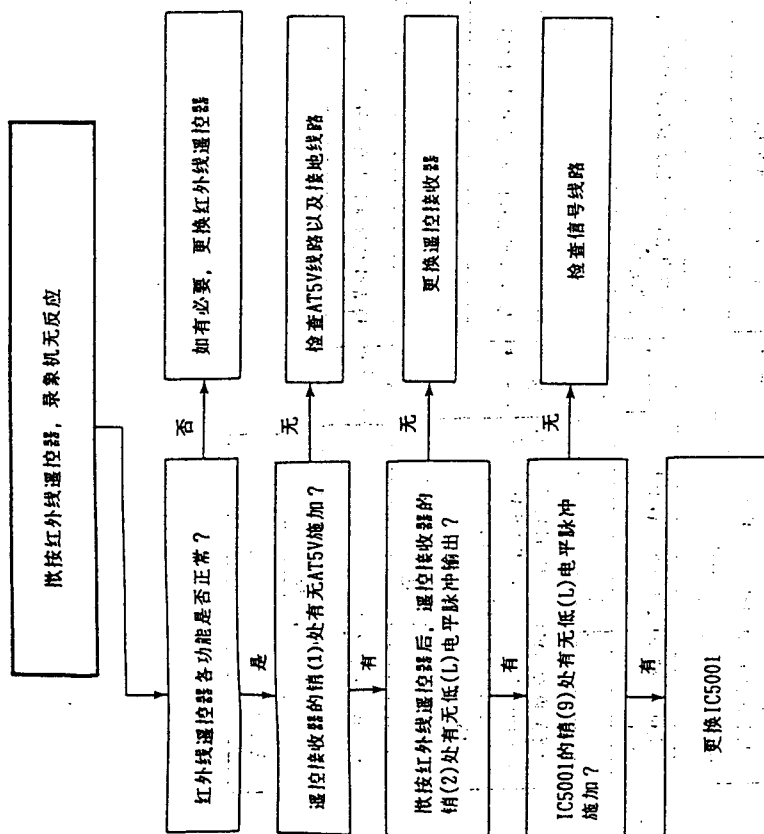 揿按红外线遥控器，录象机无反应
红外线遥控器各功能是否正常？
否
如有必要，更换红外线遥控器
是
遥控接收器的销(1)处有无AT5V施加？
无
检查AT5V线路以及接地线路
有
揿按红外线遥控器后，遥控接收器的
销(2)处有无低(L)电平脉冲输出？
无
更换遥控接收器
有
IC5001的销(9)处有无低(L)电平脉冲
施加？
无
检查信号线路
有
更换IC5001